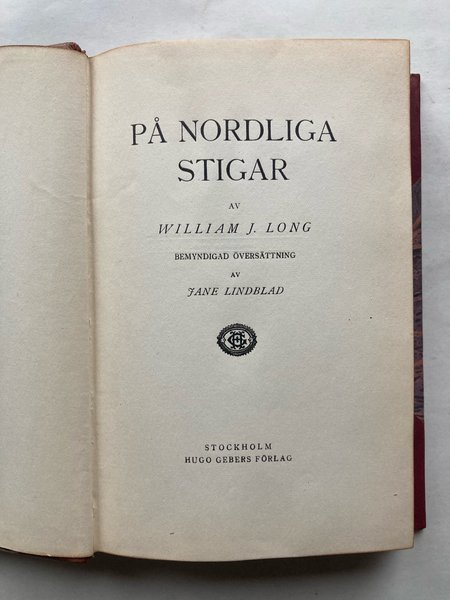 PÅ NORDLIGA
STIGAR
AV
WILLIAM J. LONG
BEMYNDIGAD ÖVERSÄTTNING
AV
JANE LINDBLAD
STOCKHOLM
HUGO GEBERS FÖRLAG